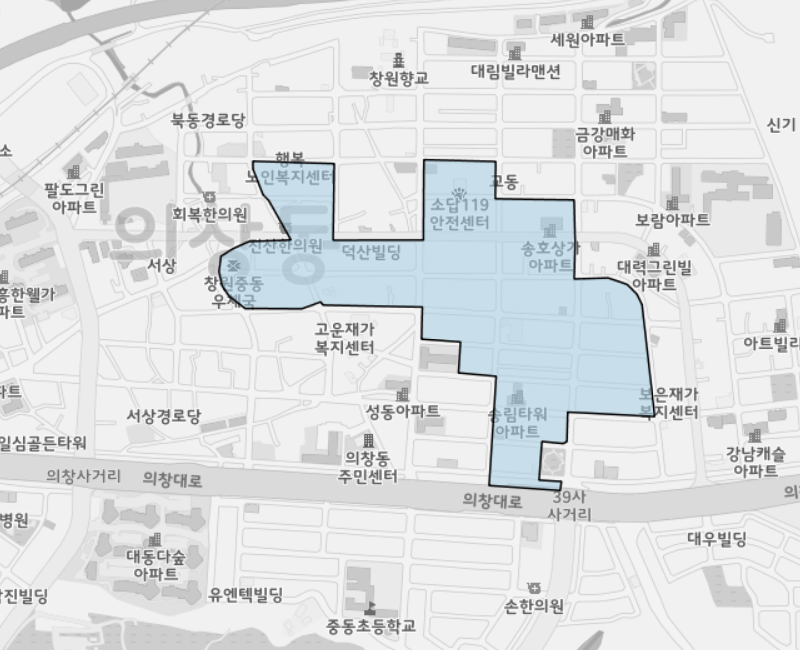 세원아파트
대림빌라맨션
창원향교
북동경로당
금강매화
아파트
신기
소
행복
노인복지센터
팔도그린
아파트
교동
소답119
안전센터
회복한의원
보람아파트
의창동
진산한의원
덕산빌딩
송호상가
아파트
서상
창원중동
우체국
대력그린빌
아파트
흥한웰가
파트
고운재가
복지센터
아트빌리
파트
보은재가
복지센터
성동아파트
송림타워
아파트
서상경로당
일심골든타워
의창동
주민센터
강남캐슬
아파트
의창사거리
의창대로
의창대로
39사
사거리
의
병원
대우빌딩
대동다숲
아파트
진빌딩
유엔텍빌딩
손한의원
중동초등학교